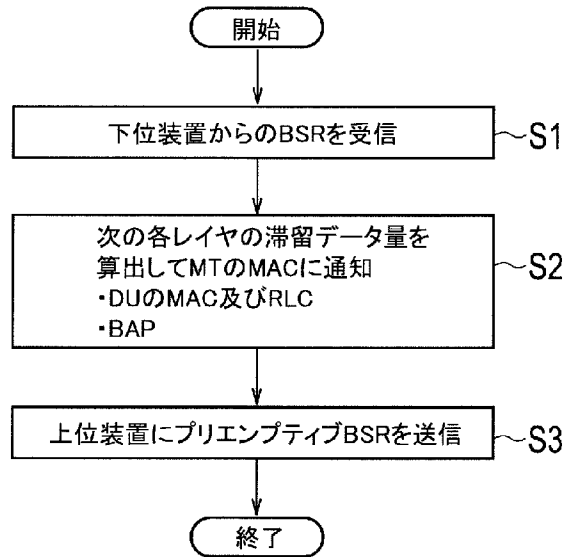 開始
下位装置からのBSRを受信
~S1
次の各レイヤの滞留データ量を
算出してMTのMACに通知
・DUのMAC及びRLC
・BAP
~S2
上位装置にプリエンプティブBSRを送信
~S3
終了